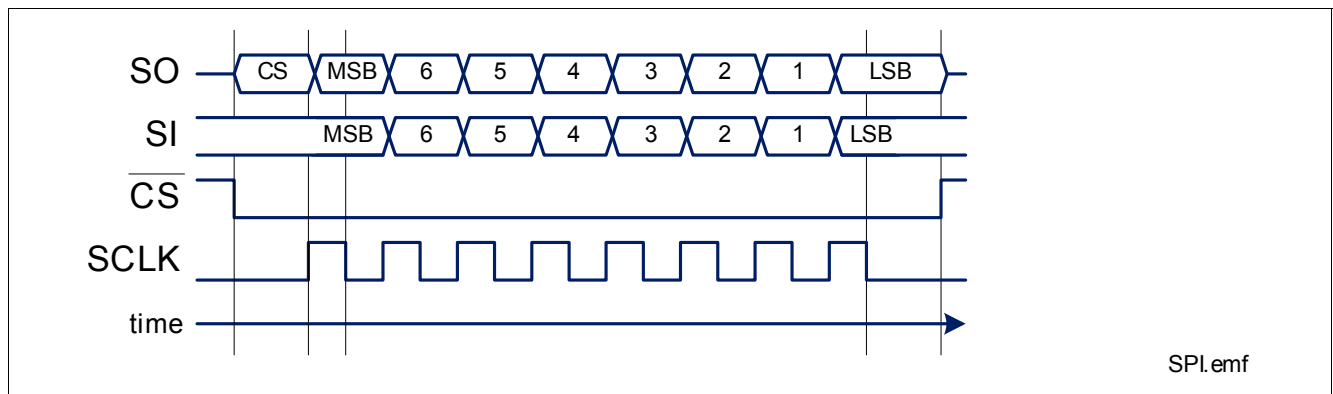 SO CS MSB 6 5 4 3 2 1 LSB
SI MSB 6 5 4 3 2 1 LSB
CS
SCLK
time
SPI.emf